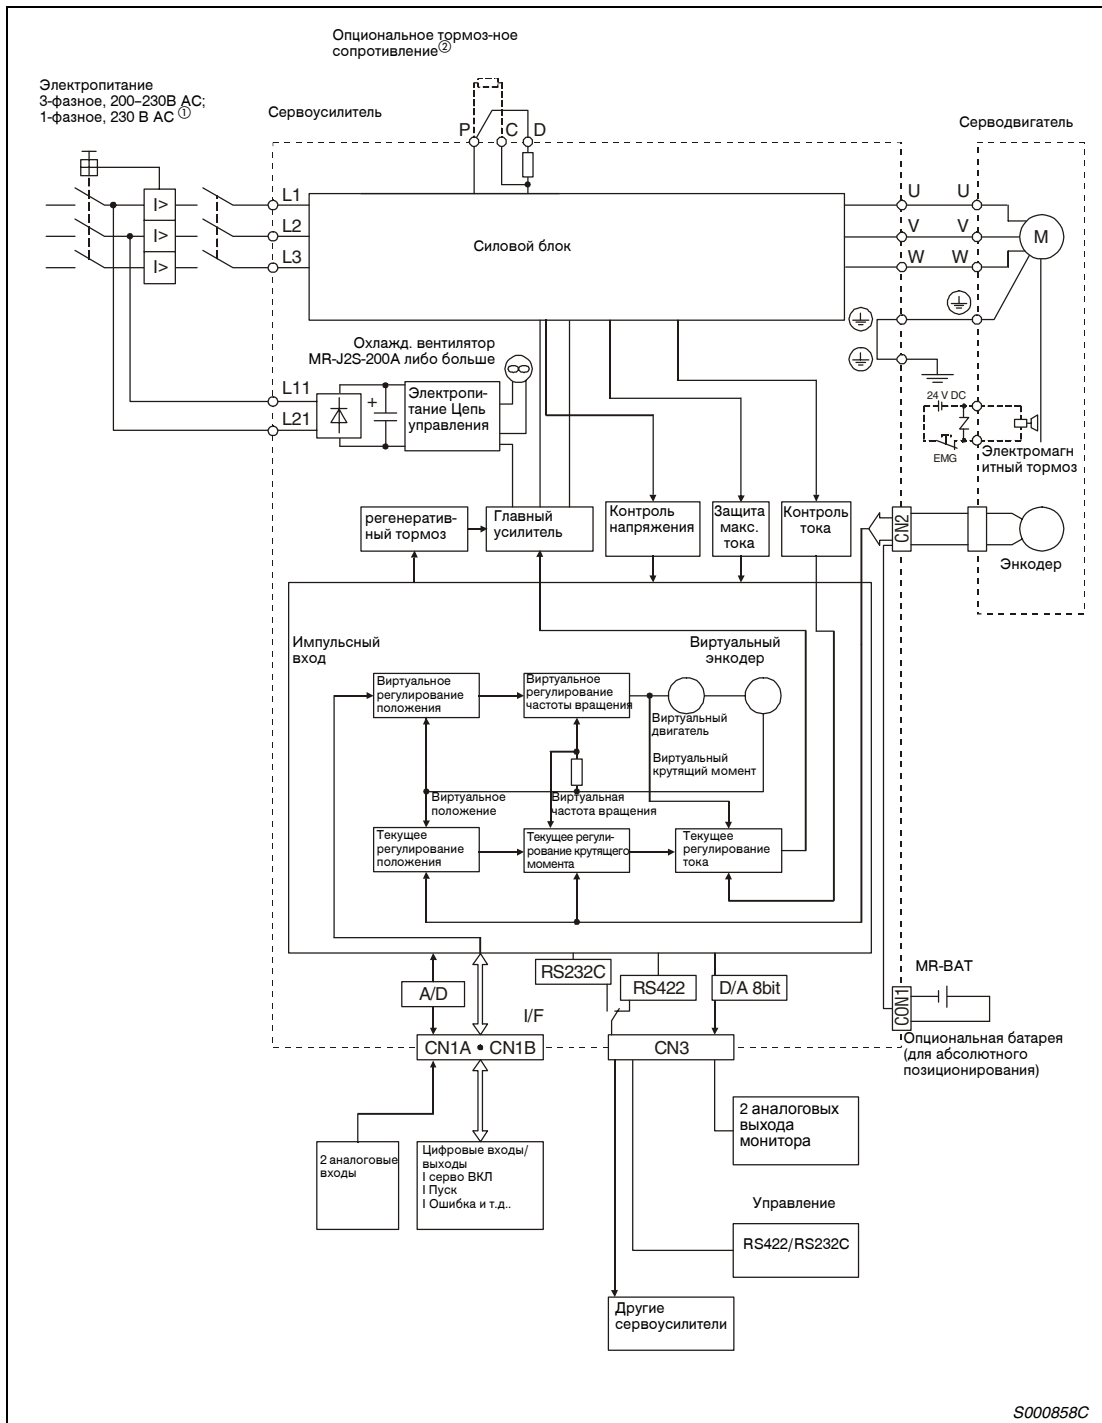 Опциональное тормоз-ное
сопротивление②
Электропитание
3-фазное, 200–230В AC;
1-фазное, 230 В AC ①
Сервоусилитель
Серводвигатель
P
C
D
L1
L2
L3
I>
I>
I>
Силовой блок
U
U
V
V
W
W
M
Охлажд. вентилятор
MR-J2S-200A либо больше
L11
L21
+
Электропи-
тание Цепь
управления
24 V DC
EMG
Электромагн
итный тормоз
регенератив-
ный тормоз
Главный
усилитель
Контроль
напряжения
Защита
макс.
тока
Контроль
тока
CN2
Энкодер
Импульсный
вход
Виртуальный
энкодер
Виртуальное
регулирование
положения
Виртуальное
регулирование
частоты вращения
Виртуальный
двигатель
Виртуальный
крутящий момент
Виртуальное
положение
Виртуальная
частота вращения
Текущее
регулирование
положения
Текущее регули-
рование крутящего
момента
Текущее
регулирование
тока
RS232C
RS422
D/A 8bit
A/D
I/F
MR-BAT
CON1
Опциональная батарея
(для абсолютного
позиционирования)
CN1A • CN1B
CN3
2 аналоговых
выхода
монитора
2 аналоговые
входы
Цифровые входы/
выходы
I серво ВКЛ
I Пуск
I Ошибка и т.д..
Управление
RS422/RS232C
Другие
сервоусилители
S000858C